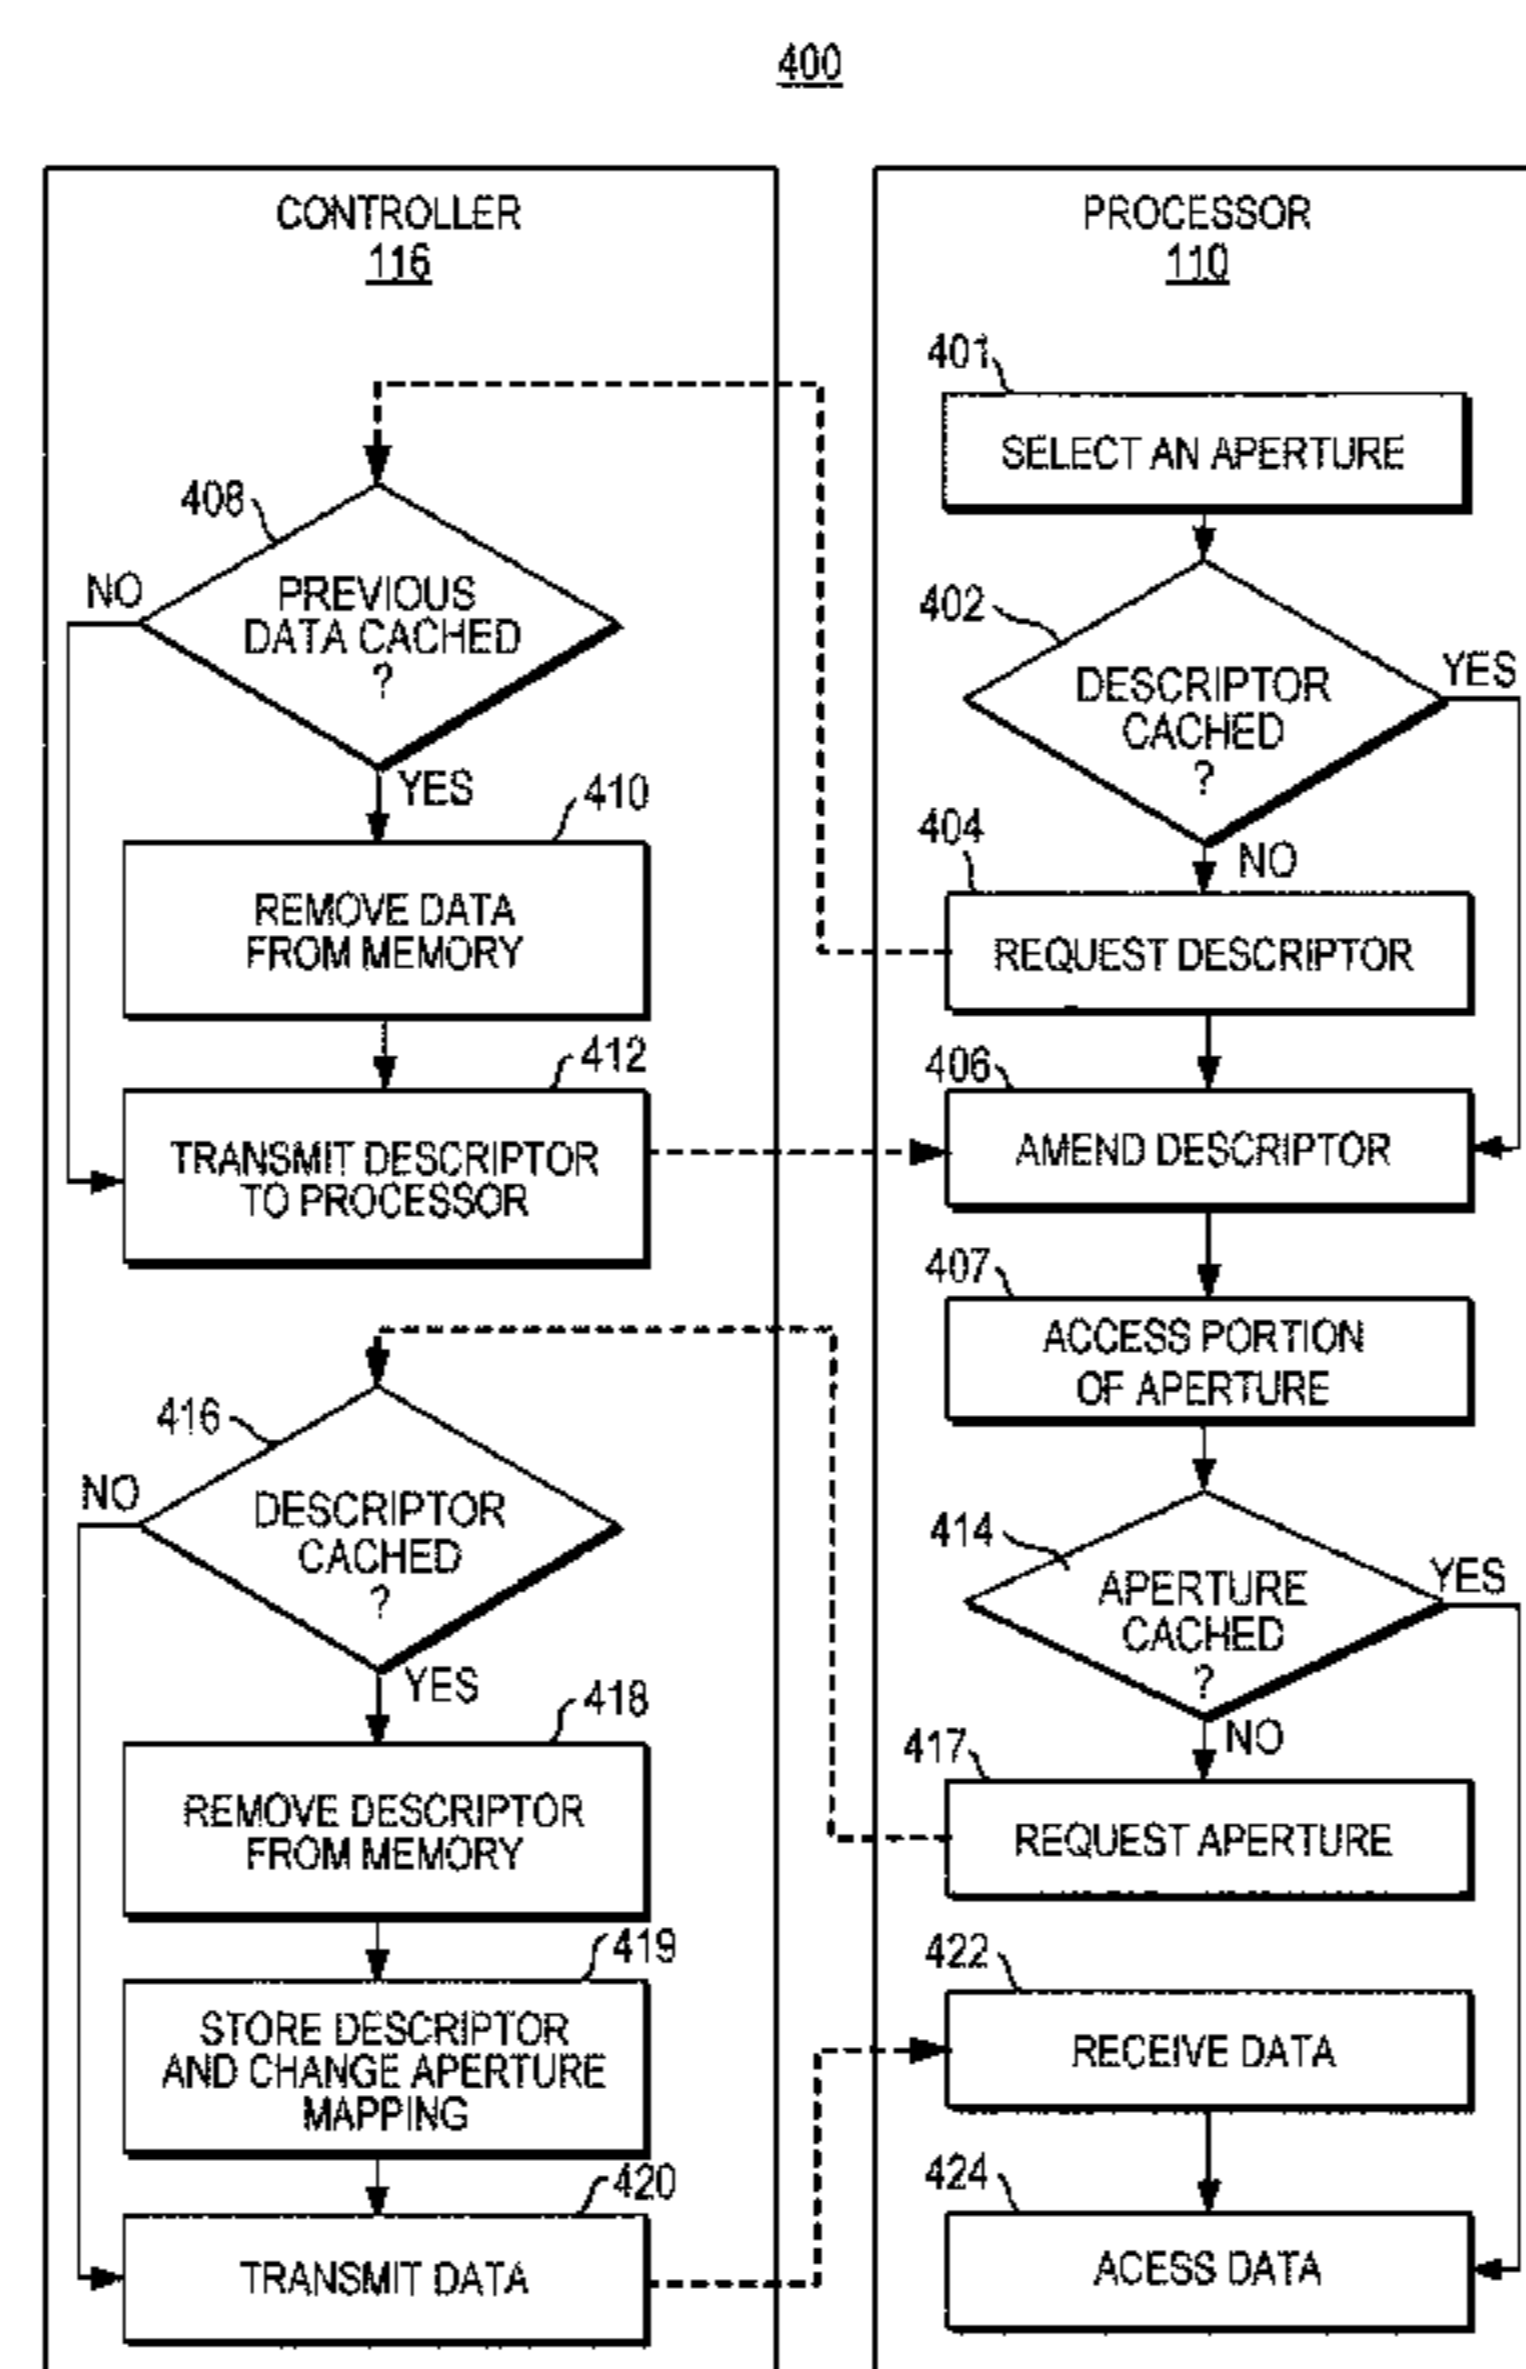 400
CONTROLLER
116
408
NO
PREVIOUS
DATA CACHED
?
YES
410
REMOVE DATA
FROM MEMORY
412
TRANSMIT DESCRIPTOR
TO PROCESSOR
416
NO
DESCRIPTOR
CACHED
?
YES
418
REMOVE DESCRIPTOR
FROM MEMORY
419
STORE DESCRIPTOR
AND CHANGE APERTURE
MAPPING
420
TRANSMIT DATA
PROCESSOR
110
401
SELECT AN APERTURE
402
DESCRIPTOR
CACHED
?
YES
404
NO
REQUEST DESCRIPTOR
406
AMEND DESCRIPTOR
407
ACCESS PORTION
OF APERTURE
414
APERTURE
CACHED
?
YES
NO
417
REQUEST APERTURE
422
RECEIVE DATA
424
ACESS DATA